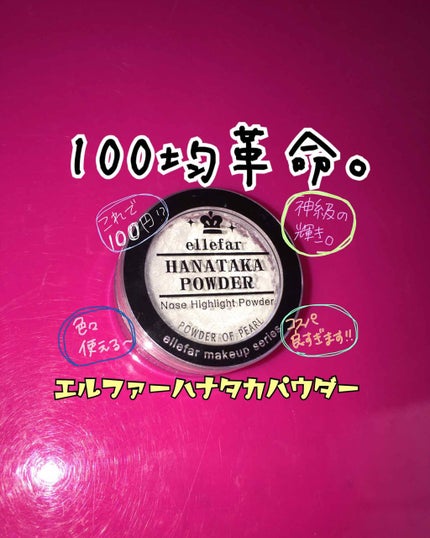 100均革命。
これで
100円!?
神級の
輝き。
ellefar
HANATAKA
POWDER
Nose Highlight Powder
POWDER OF PEARL
ellefar makeup series
色々
使える〜
コスパ
良すぎます!!
エルファーハナタカパウダー